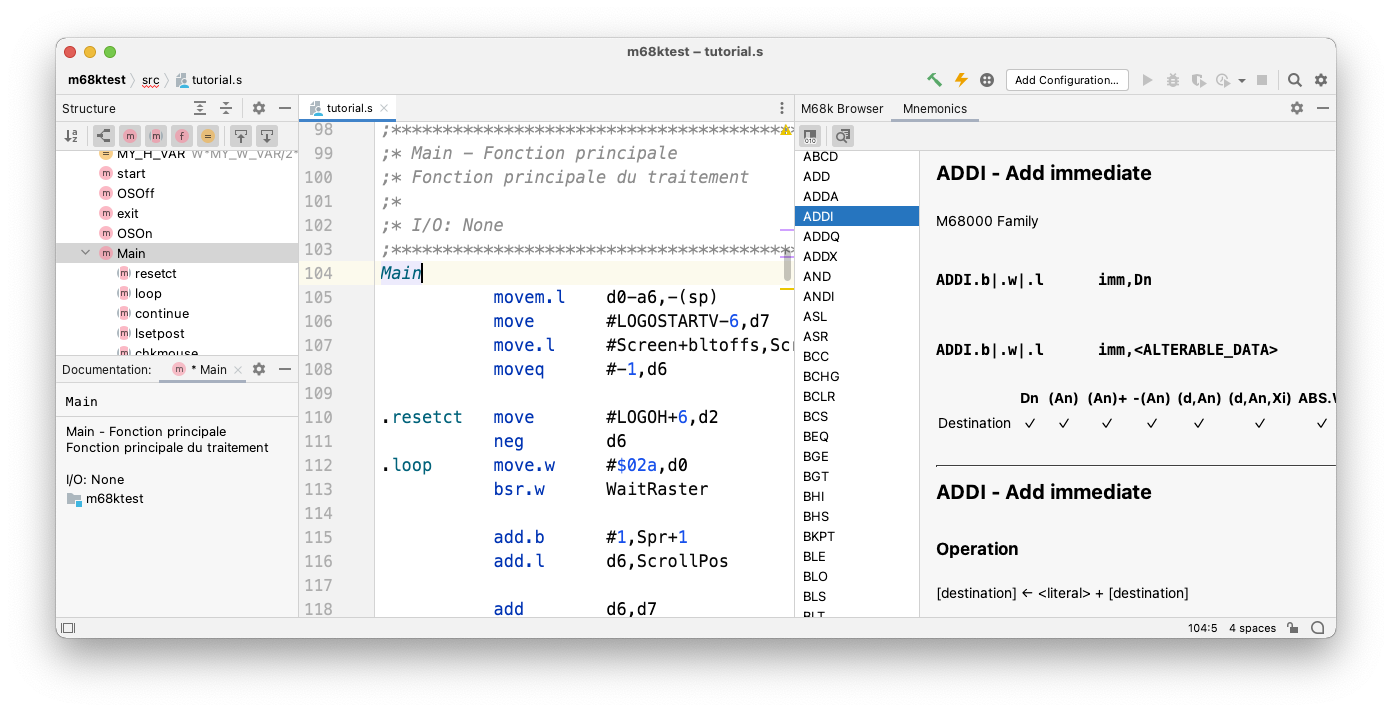 m68ktest – tutorial.s
m68ktest
src
tutorial.s
Add Configuration...
Structure
MY_H_VAR W*MY_W_VAR/2*
start
OSOff
exit
OSOn
Main
resetct
loop
continue
lsetpost
chkmouse
Documentation:
* Main
Main
Main - Fonction principale
Fonction principale du traitement
I/O: None
m68ktest
tutorial.s
98 ;****************************************
99 ;* Main – Fonction principale
100 ;* Fonction principale du traitement
101 ;*
102 ;* I/O: None
103 ;****************************************
104 Main
105 movem.l d0-a6,-(sp)
106 move #LOGOSTARTV-6,d7
107 move.l #Screen+bltoffs,Scr
108 moveq #-1,d6
109
110 .resetct move #LOGOH+6,d2
111 neg d6
112 .loop move.w #$02a,d0
113 bsr.w WaitRaster
114
115 add.b #1,Spr+1
116 add.l d6,ScrollPos
117
118 add d6,d7
M68k Browser
Mnemonics
ABCD
ADD
ADDA
ADDI
ADDQ
ADDX
AND
ANDI
ASL
ASR
BCC
BCHG
BCLR
BCS
BEQ
BGE
BGT
BHI
BHS
BKPT
BLE
BLO
BLS
BLT
ADDI - Add immediate
M68000 Family
ADDI.b|.w|.l imm,Dn
ADDI.b|.w|.l imm,<ALTERABLE_DATA>
Dn (An) (An)+ -(An) (d,An) (d,An,Xi) ABS.W
Destination ✓ ✓ ✓ ✓ ✓ ✓ ✓
ADDI - Add immediate
Operation
[destination] ← <literal> + [destination]
104:5 4 spaces